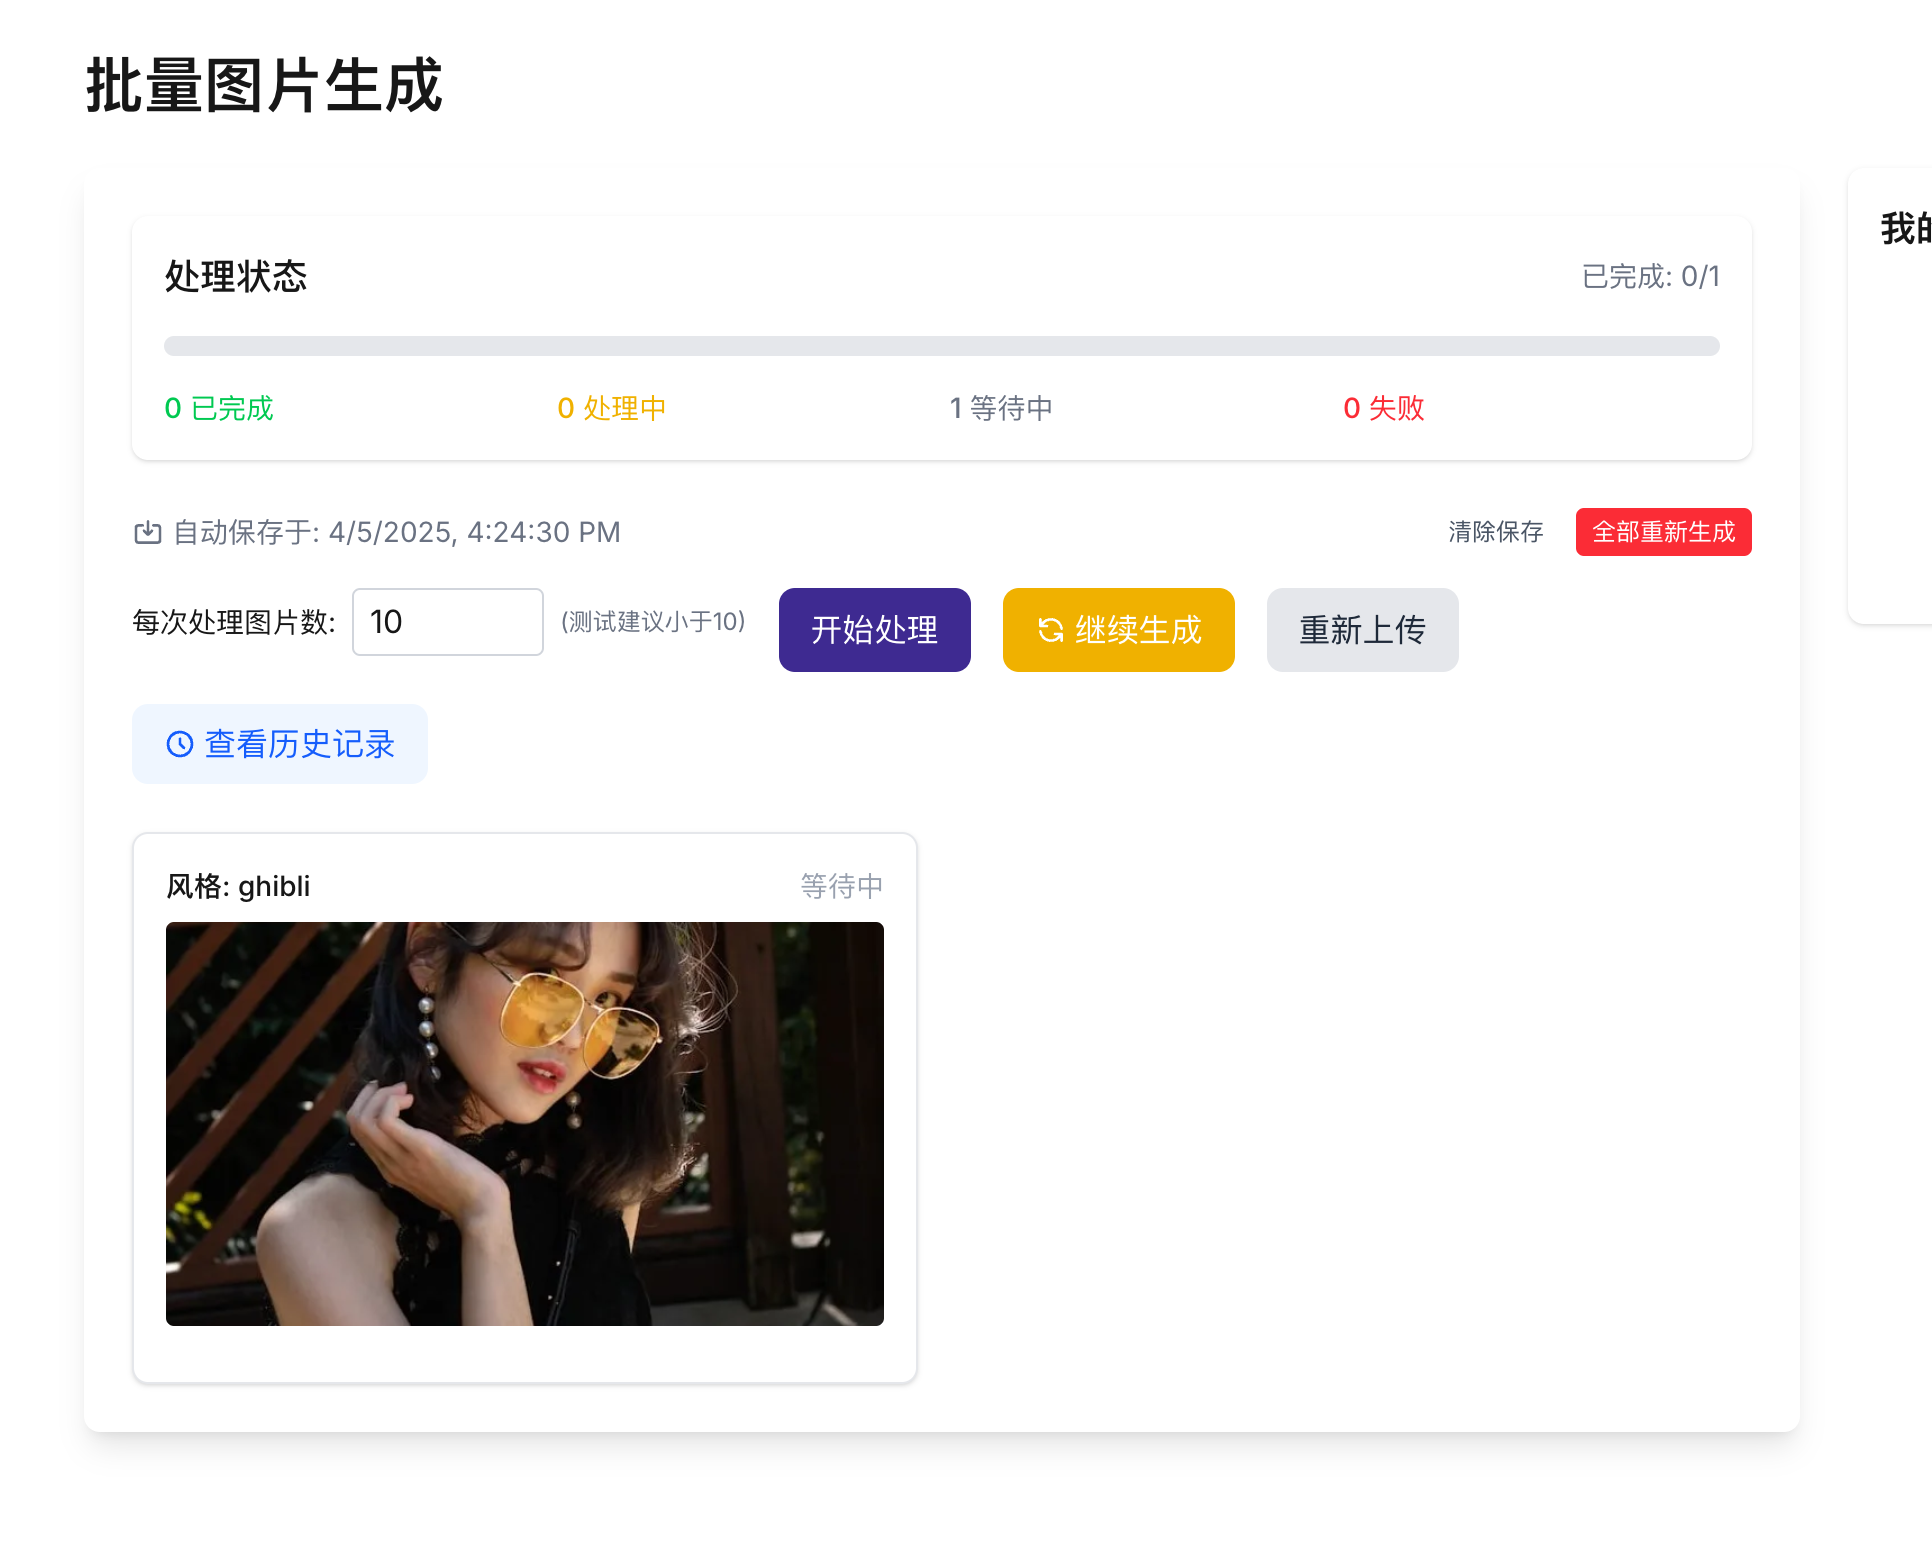 批量图片生成
处理状态
已完成: 0/1
0 已完成
0 处理中
1 等待中
0 失败
自动保存于: 4/5/2025, 4:24:30 PM
清除保存
全部重新生成
每次处理图片数:
10
(测试建议小于10)
开始处理
继续生成
重新上传
查看历史记录
风格: ghibli
等待中
我的